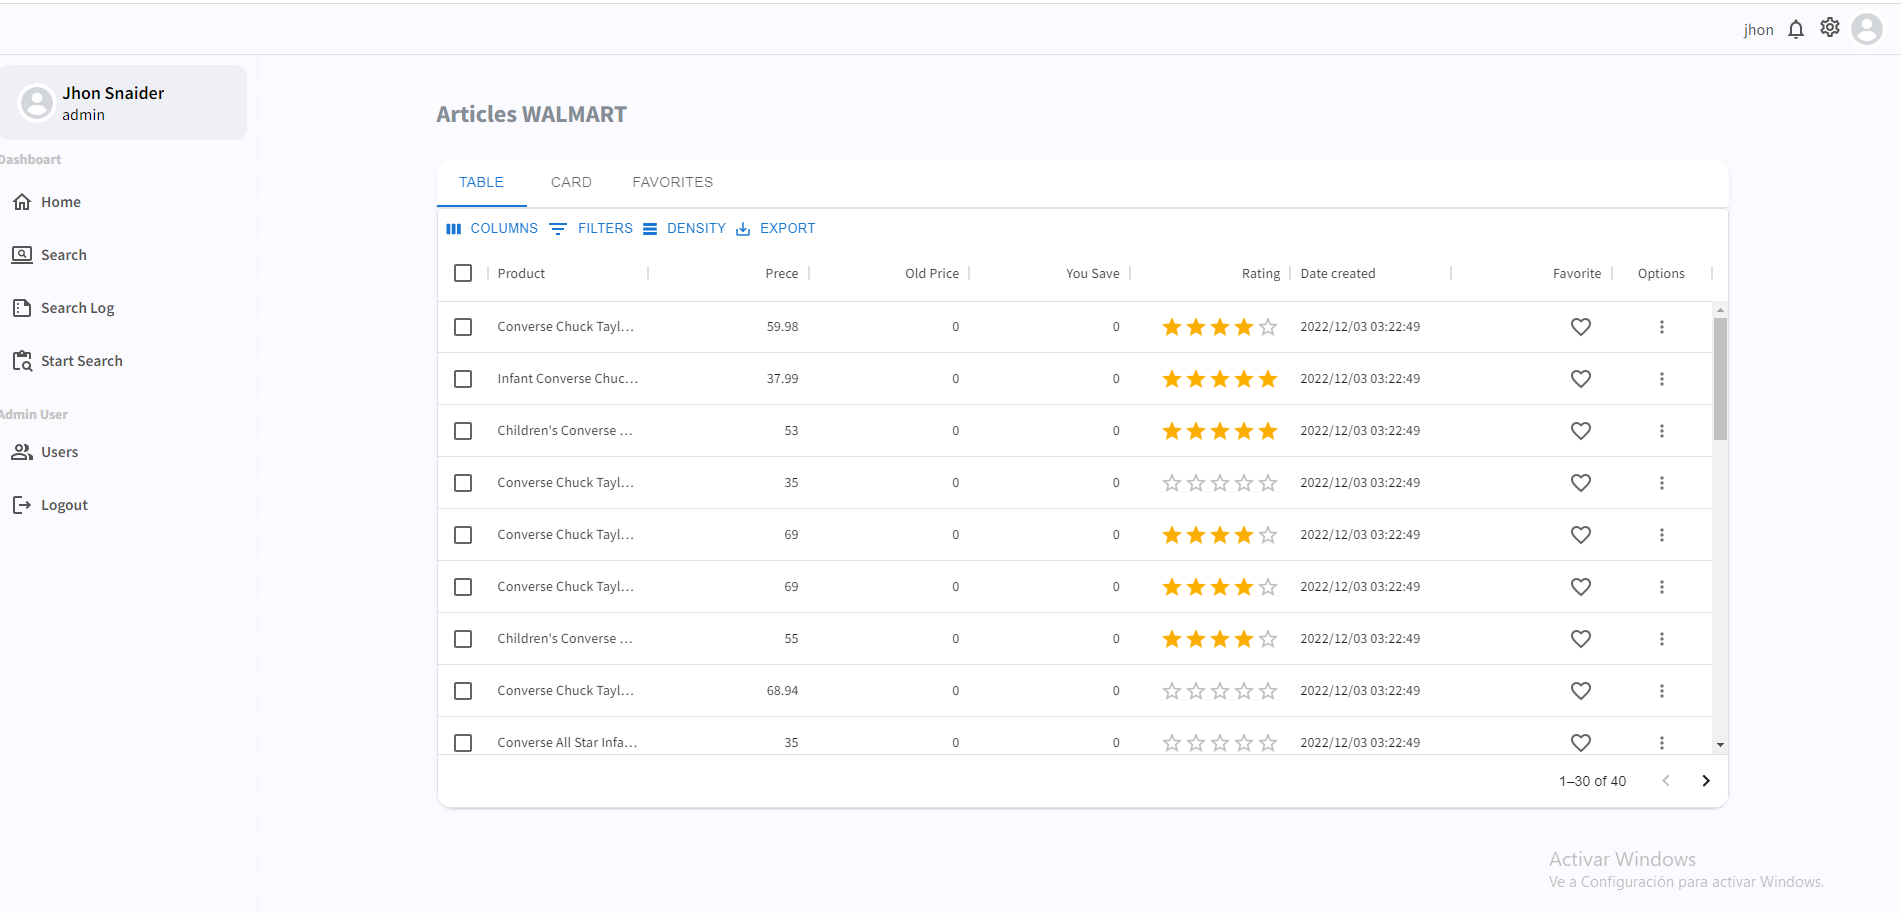 jhon
Jhon Snaider
admin
Dashboart
Home
Search
Search Log
Start Search
Admin User
Users
Logout
Articles WALMART
TABLE CARD FAVORITES
COLUMNS FILTERS DENSITY EXPORT
Product Prece Old Price You Save Rating Date created Favorite Options
Converse Chuck Tayl... 59.98 0 0 2022/12/03 03:22:49
Infant Converse Chuc... 37.99 0 0 2022/12/03 03:22:49
Children's Converse ... 53 0 0 2022/12/03 03:22:49
Converse Chuck Tayl... 35 0 0 2022/12/03 03:22:49
Converse Chuck Tayl... 69 0 0 2022/12/03 03:22:49
Converse Chuck Tayl... 69 0 0 2022/12/03 03:22:49
Children's Converse ... 55 0 0 2022/12/03 03:22:49
Converse Chuck Tayl... 68.94 0 0 2022/12/03 03:22:49
Converse All Star Infa... 35 0 0 2022/12/03 03:22:49
1–30 of 40
Activar Windows
Ve a Configuración para activar Windows.